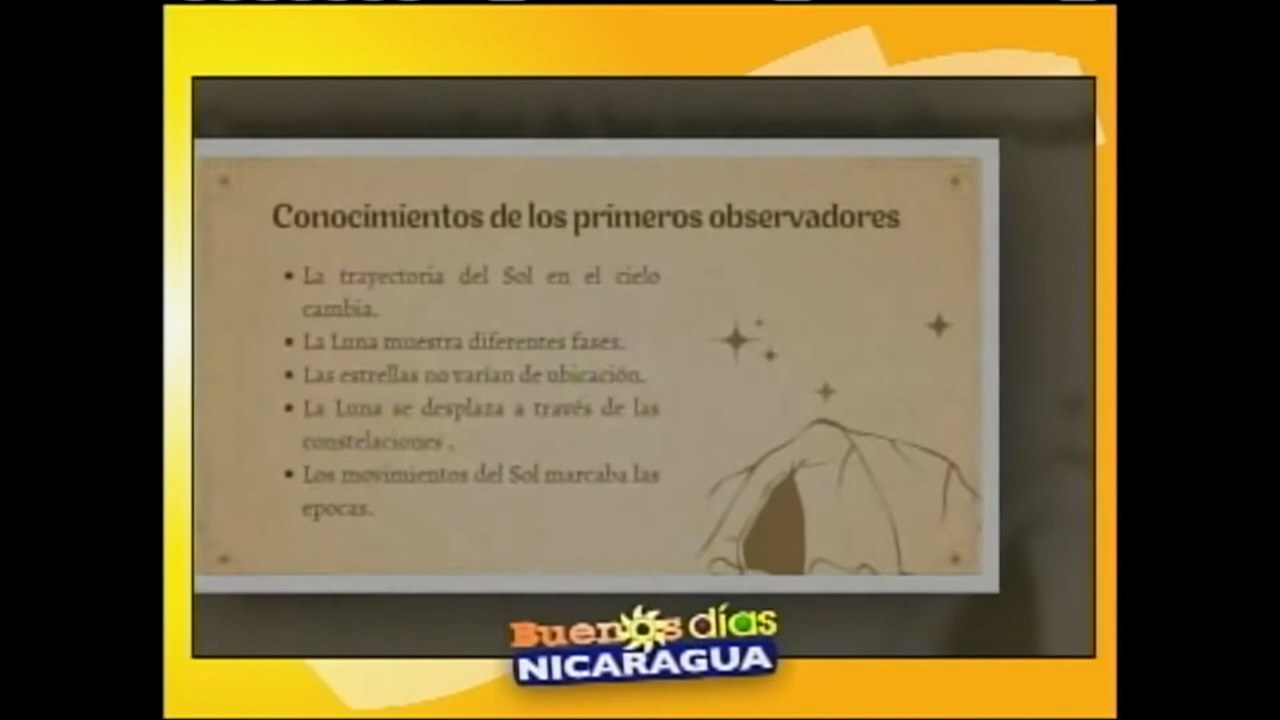 Conocimientos de los primeros observadores
• La trayectoria del Sol en el cielo
cambia.
• La Luna muestra diferentes fases.
• Las estrellas no varían de ubicación.
• La Luna se desplaza a través de las
constelaciones .
• Los movimientos del Sol marcaba las
epocas.
Buenos días
NICARAGUA